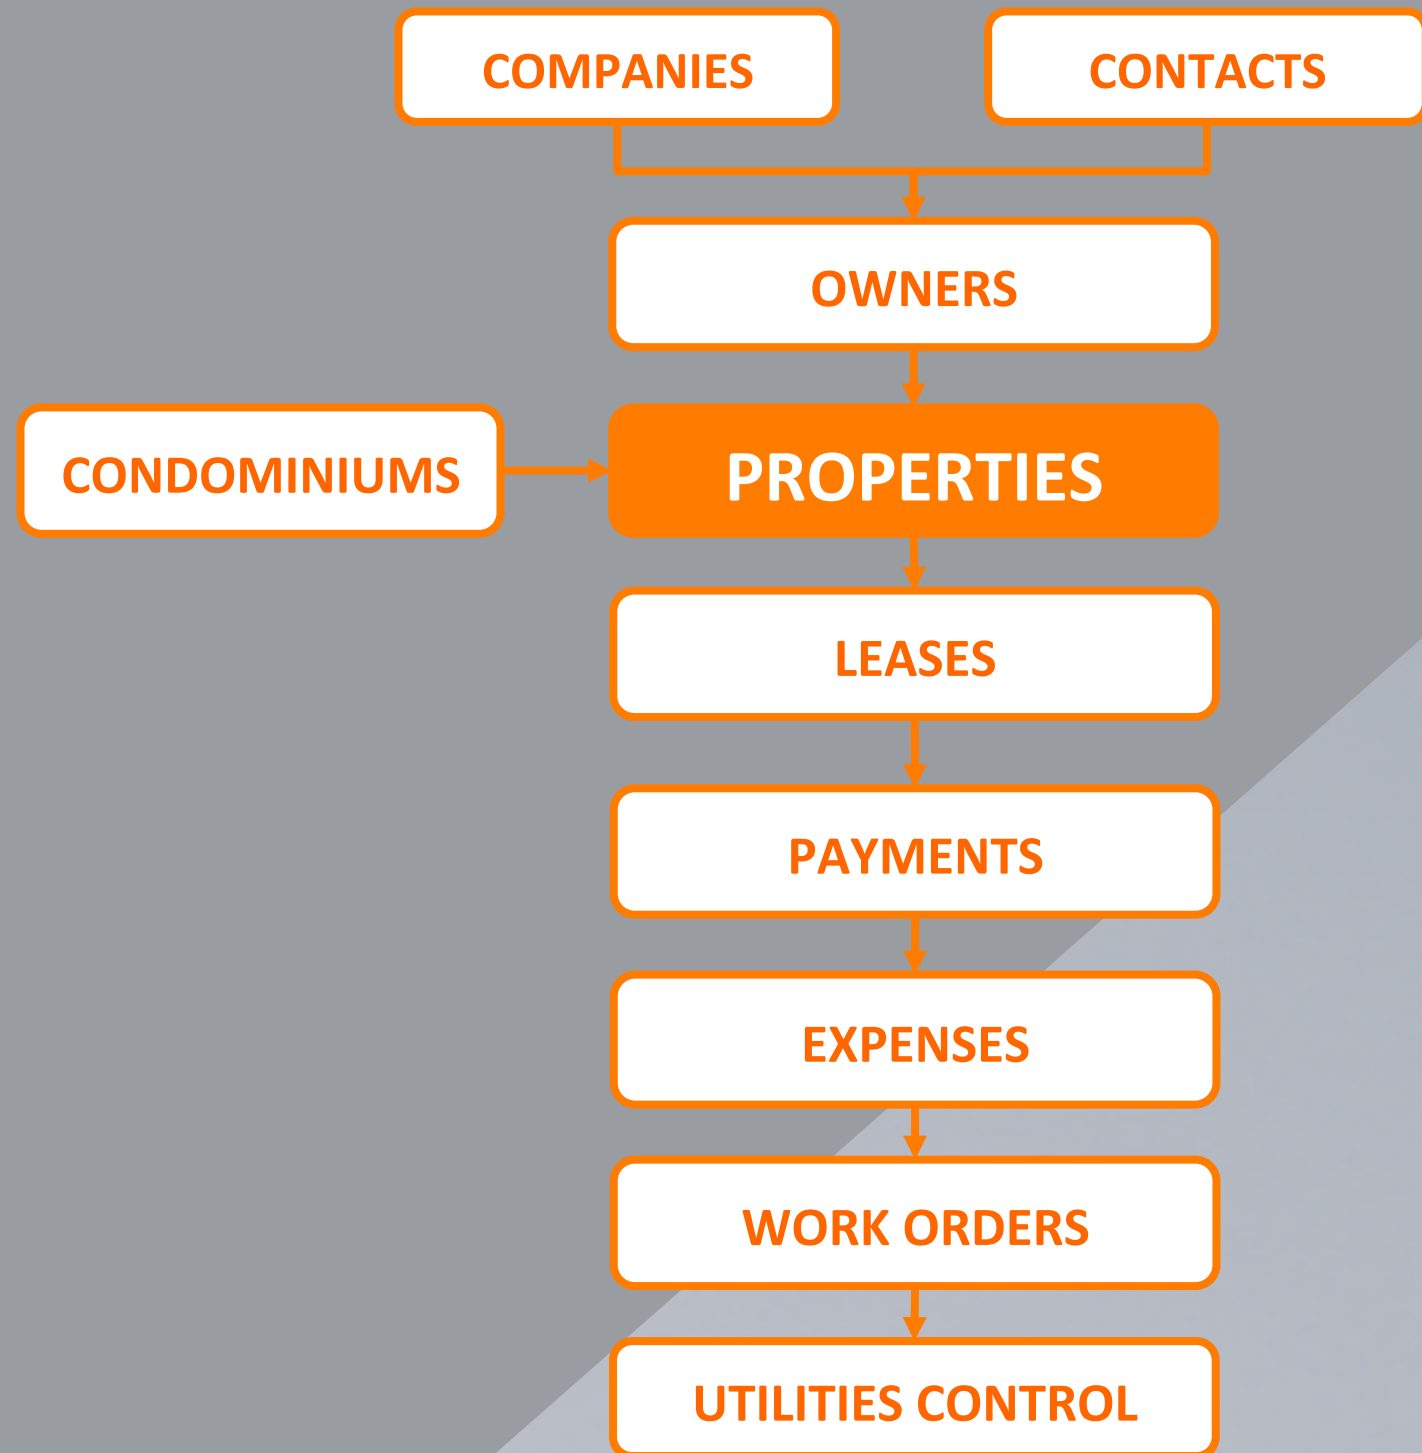 COMPANIES
CONTACTS
OWNERS
CONDOMINIUMS
PROPERTIES
LEASES
PAYMENTS
EXPENSES
WORK ORDERS
UTILITIES CONTROL